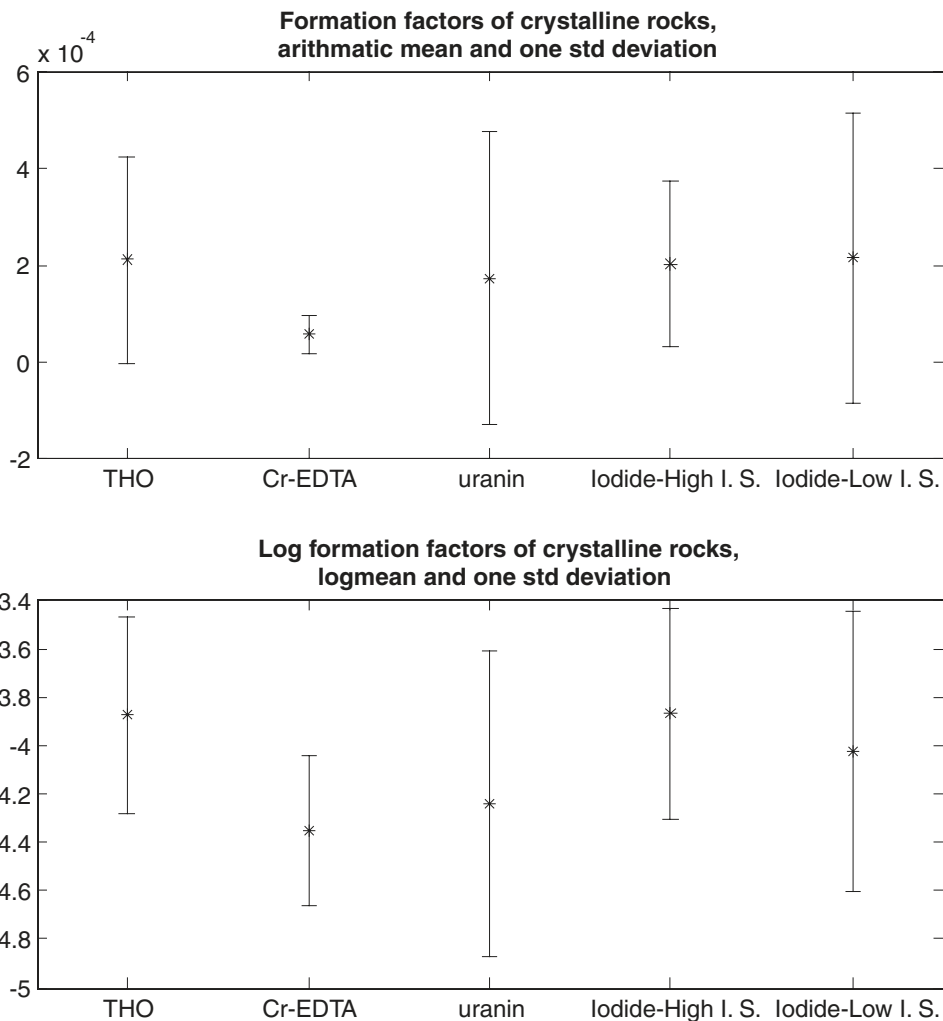 Formation factors of crystalline rocks,
arithmatic mean and one std deviation
x 10⁻⁴
6
4
2
0
-2
THO Cr-EDTA uranin Iodide-High I. S. Iodide-Low I. S.
Log formation factors of crystalline rocks,
logmean and one std deviation
3.4
3.6
3.8
-4
4.2
4.4
4.6
4.8
-5
THO Cr-EDTA uranin Iodide-High I. S. Iodide-Low I. S.